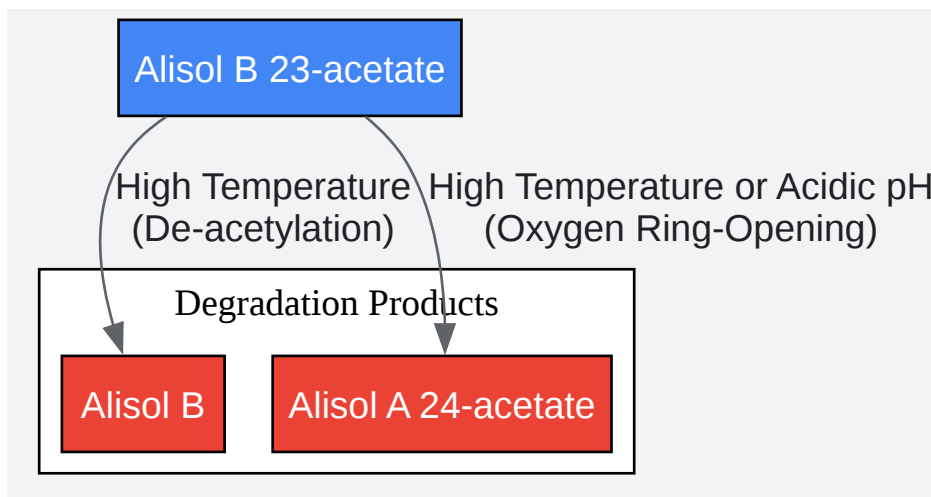 Alisol B 23-acetate
High Temperature
(De-acetylation)
High Temperature or Acidic pH
(Oxygen Ring-Opening)
Degradation Products
Alisol B
Alisol A 24-acetate